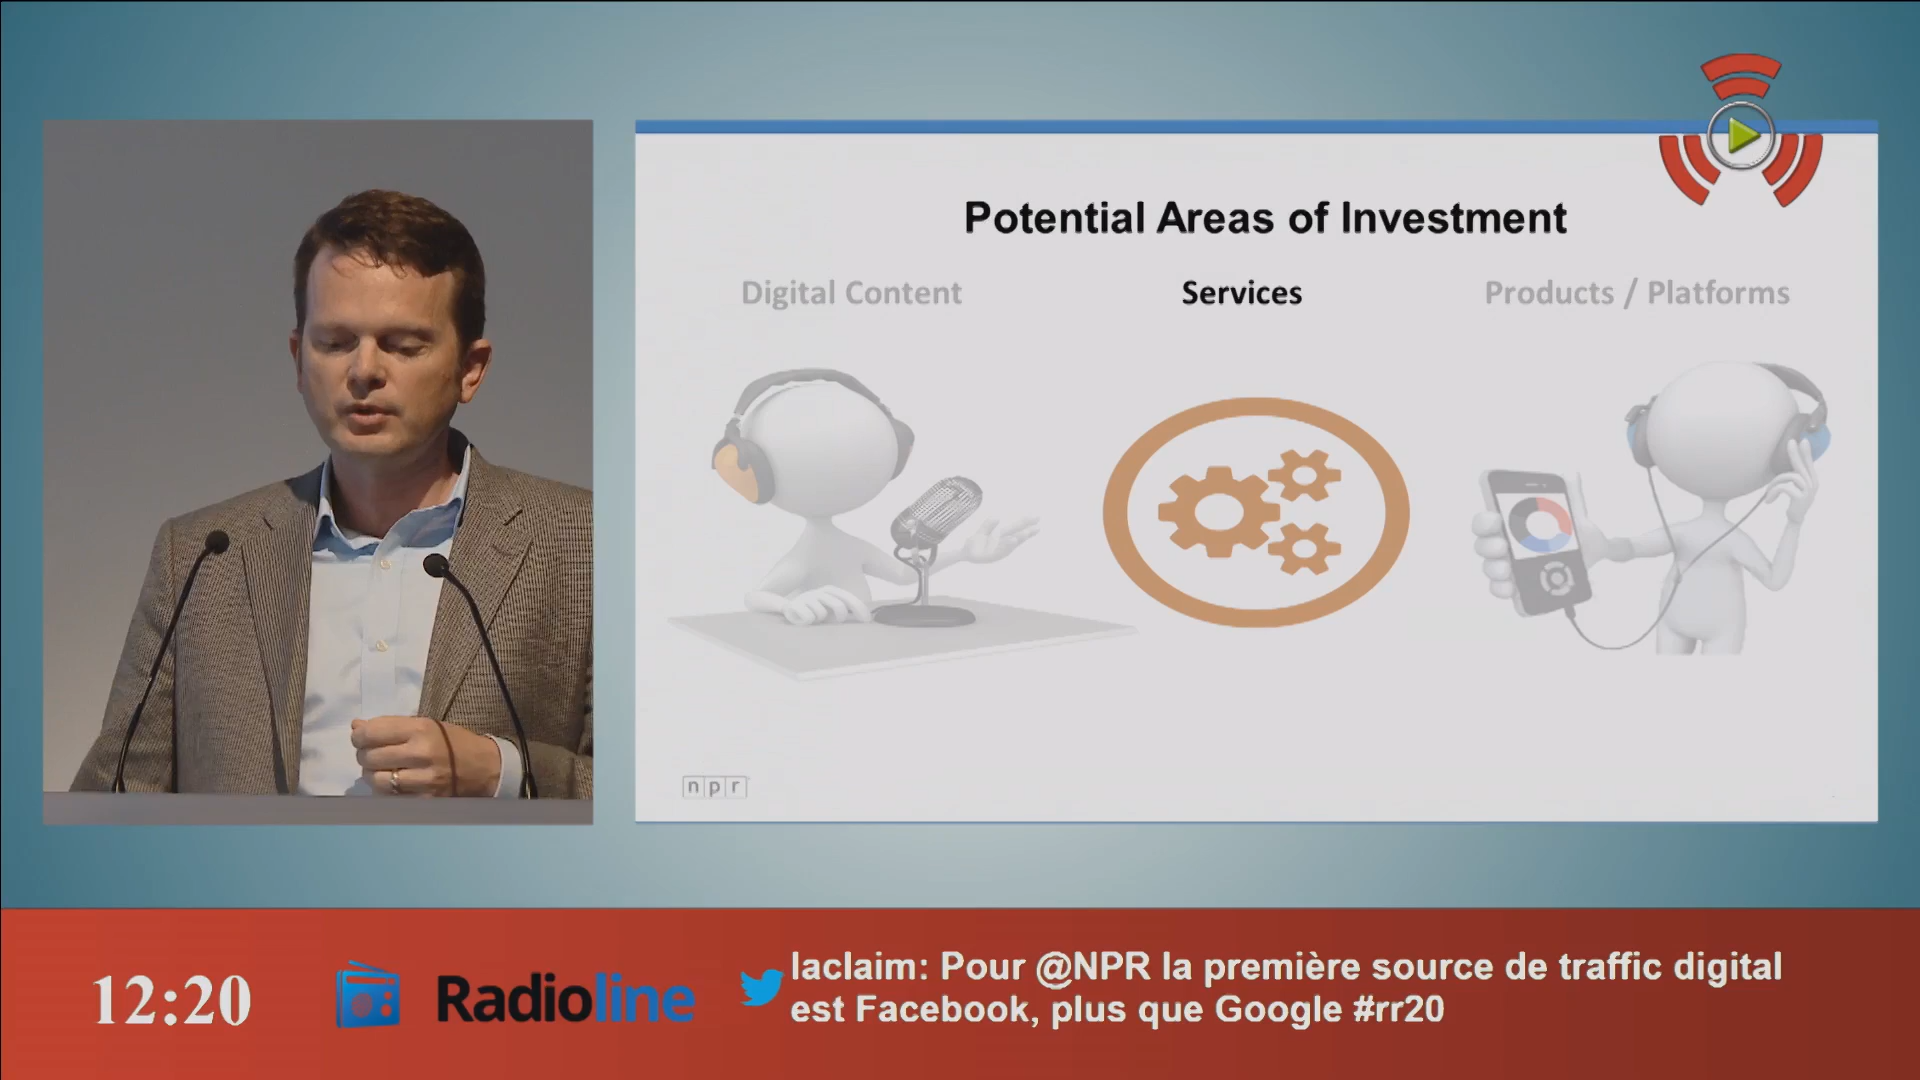 Potential Areas of Investment
Digital Content
Services
Products / Platforms
npr
12:20
Radioline
laclaim: Pour @NPR la première source de traffic digital
est Facebook, plus que Google #rr20